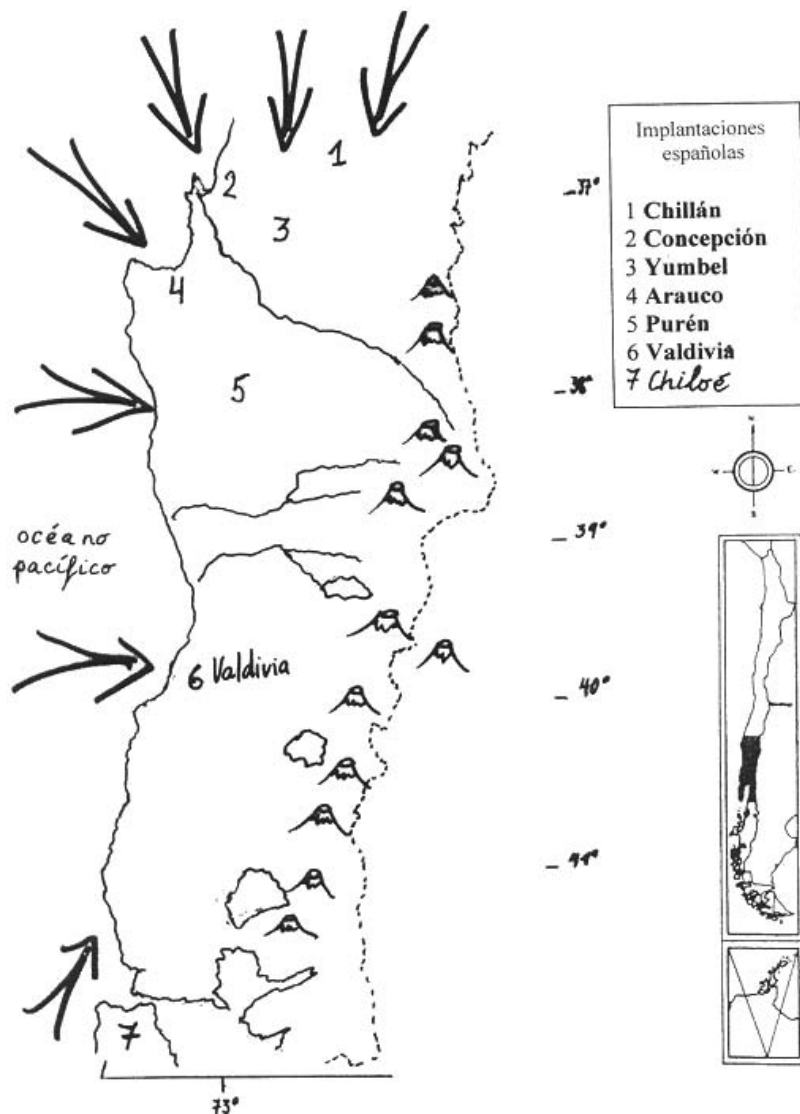 1
2
3
4
5
océano
pacífico
6 Valdivia
7
73°
37°
38°
39°
40°
41°
Implantaciones
españolas
1 Chillán
2 Concepción
3 Yumbel
4 Arauco
5 Purén
6 Valdivia
7 Chiloé